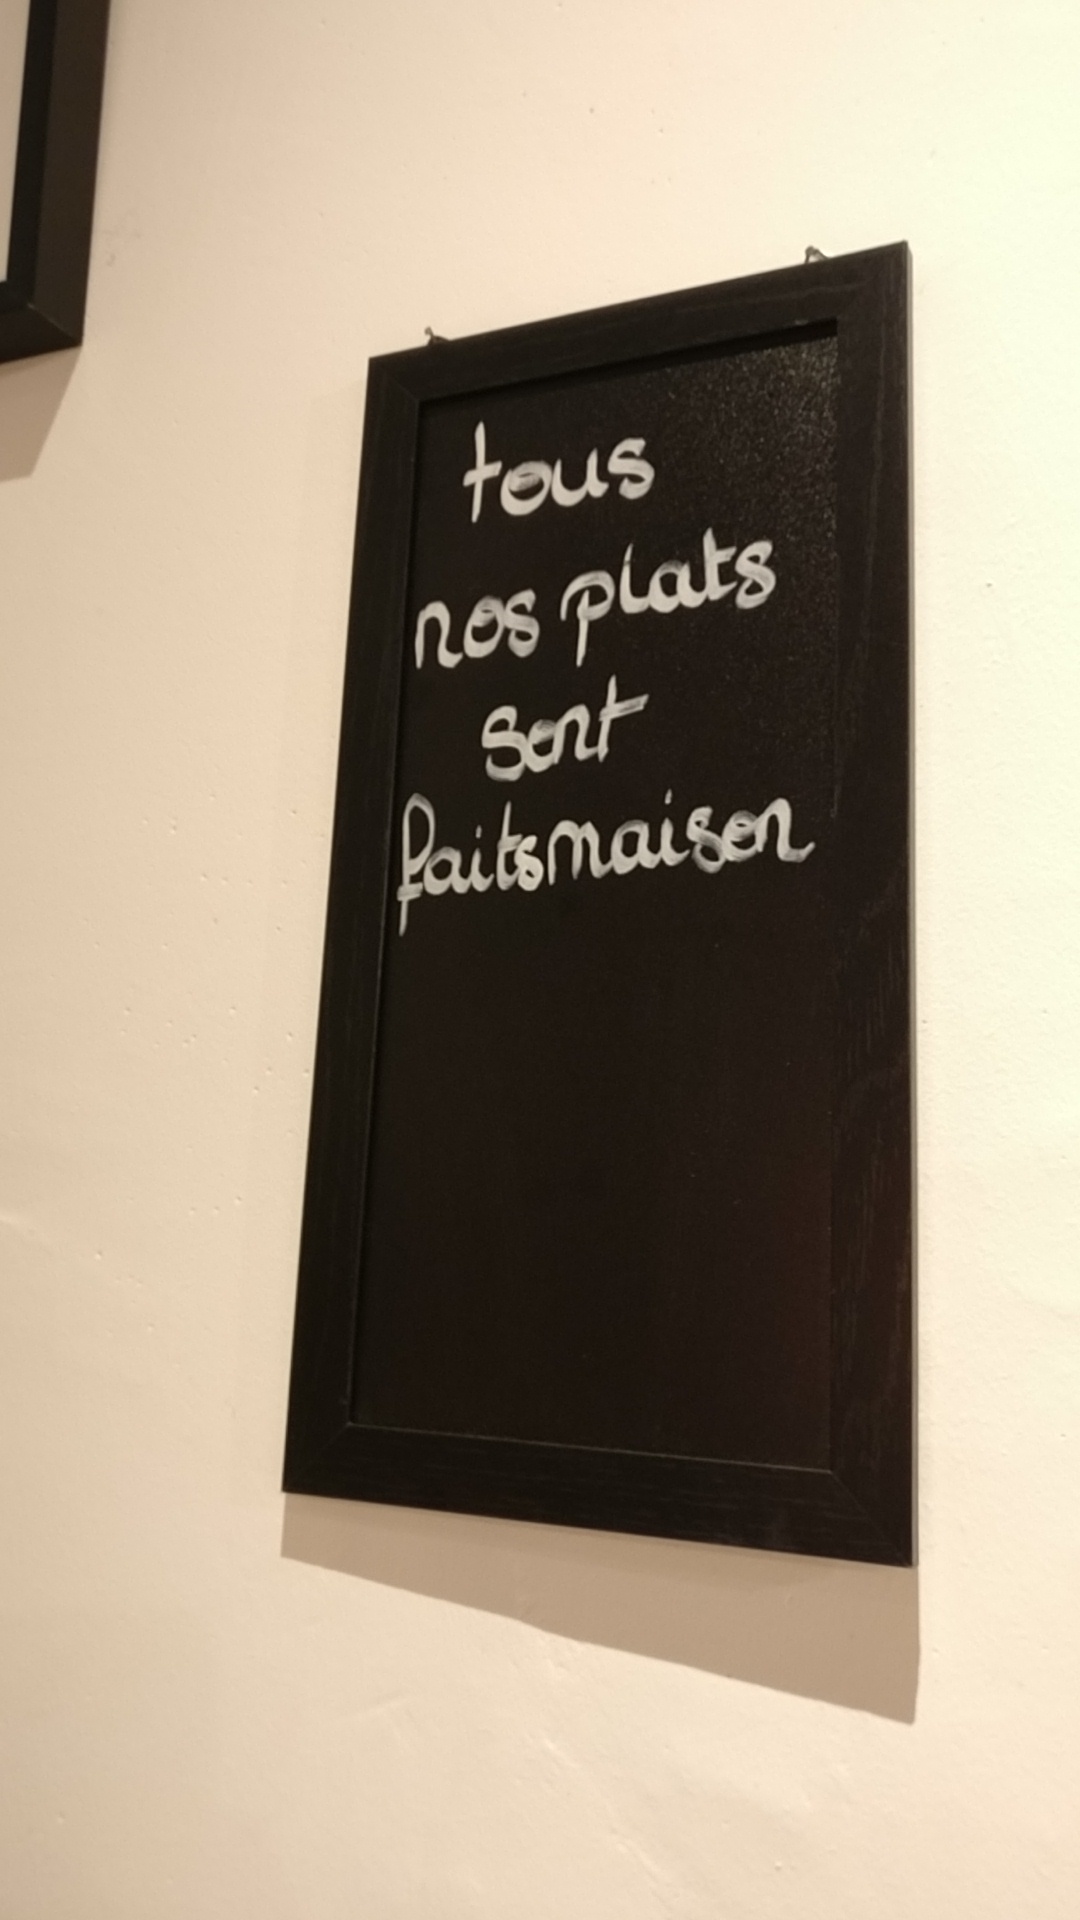 tous
nos plats
sont
faitsmaison